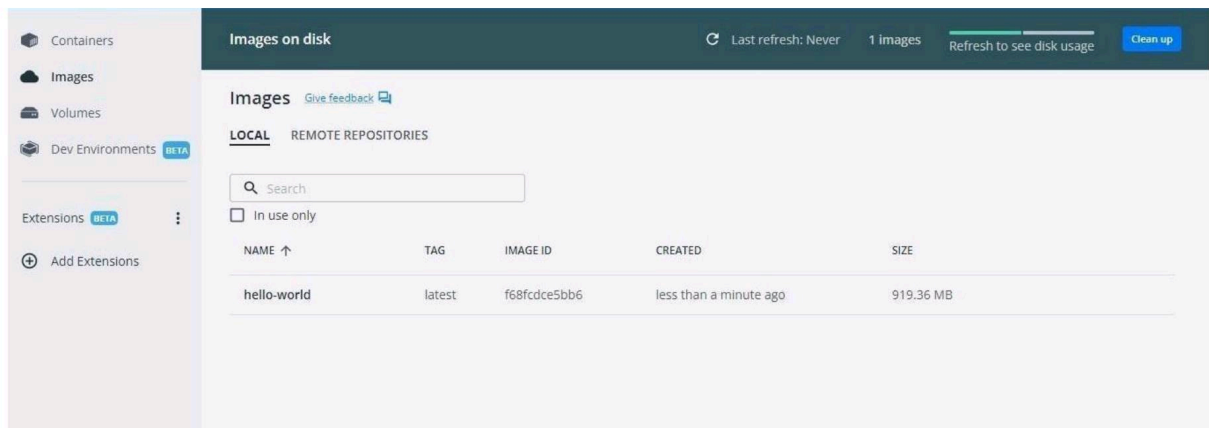 Containers
Images
Volumes
Dev Environments BETA
Extensions BETA
Add Extensions
Images on disk
Last refresh: Never
1 images
Refresh to see disk usage
Clean up
Images Give feedback
LOCAL REMOTE REPOSITORIES
Search
In use only
NAME TAG IMAGE ID CREATED SIZE
hello-world latest f68fcdce5bb6 less than a minute ago 919.36 MB